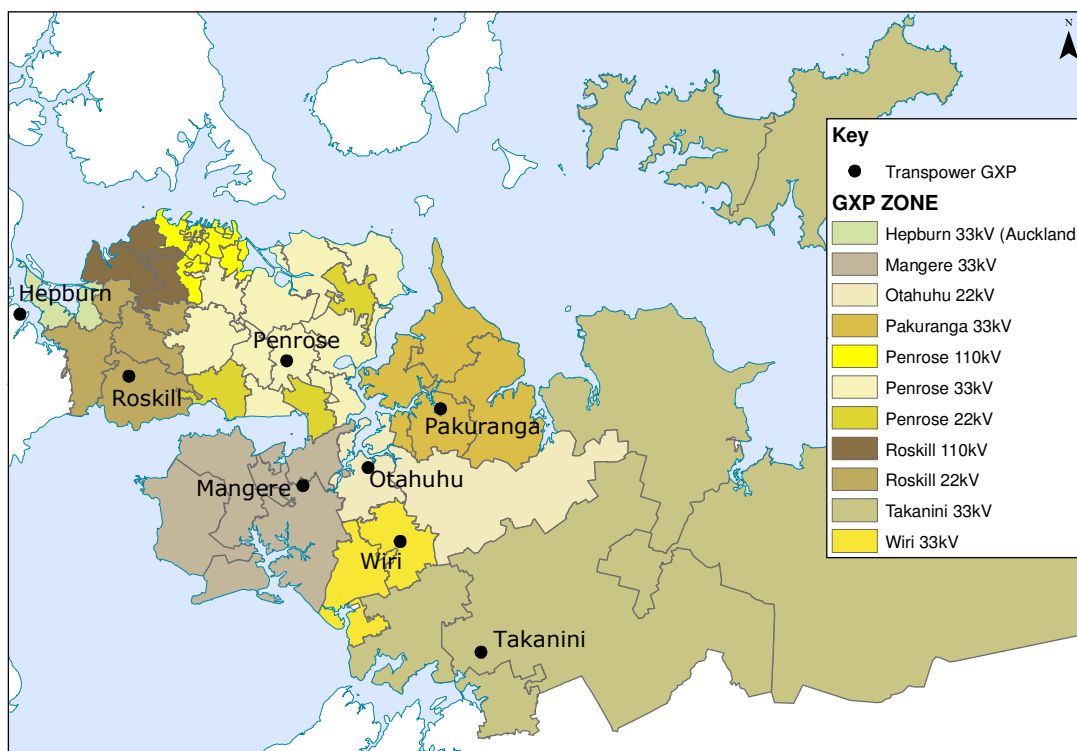 N
Key
Transpower GXP
GXP ZONE
Hepburn 33kV (Auckland)
Mangere 33kV
Otahuhu 22kV
Pakuranga 33kV
Penrose 110kV
Penrose 33kV
Penrose 22kV
Roskill 110kV
Roskill 22kV
Takanini 33kV
Wiri 33kV
Hepburn
Penrose
Roskill
Pakuranga
Otahuhu
Mangere
Wiri
Takanini